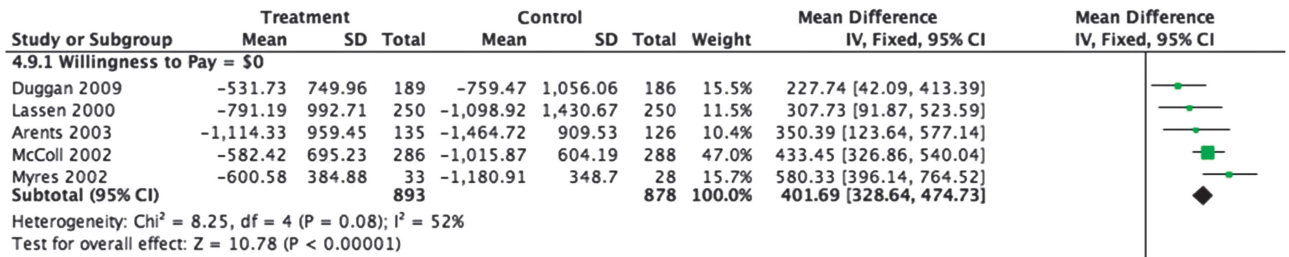 Treatment Control Mean Difference Mean Difference
Study or Subgroup Mean SD Total Mean SD Total Weight IV, Fixed, 95% CI IV, Fixed, 95% CI
4.9.1 Willingness to Pay = $0
Duggan 2009 -531.73 749.96 189 -759.47 1,056.06 186 15.5% 227.74 [42.09, 413.39]
Lassen 2000 -791.19 992.71 250 -1,098.92 1,430.67 250 11.5% 307.73 [91.87, 523.59]
Arents 2003 -1,114.33 959.45 135 -1,464.72 909.53 126 10.4% 350.39 [123.64, 577.14]
McColl 2002 -582.42 695.23 286 -1,015.87 604.19 288 47.0% 433.45 [326.86, 540.04]
Myres 2002 -600.58 384.88 33 -1,180.91 348.7 28 15.7% 580.33 [396.14, 764.52]
Subtotal (95% CI) 893 878 100.0% 401.69 [328.64, 474.73]
Heterogeneity: Chi² = 8.25, df = 4 (P = 0.08); I² = 52%
Test for overall effect: Z = 10.78 (P < 0.00001)